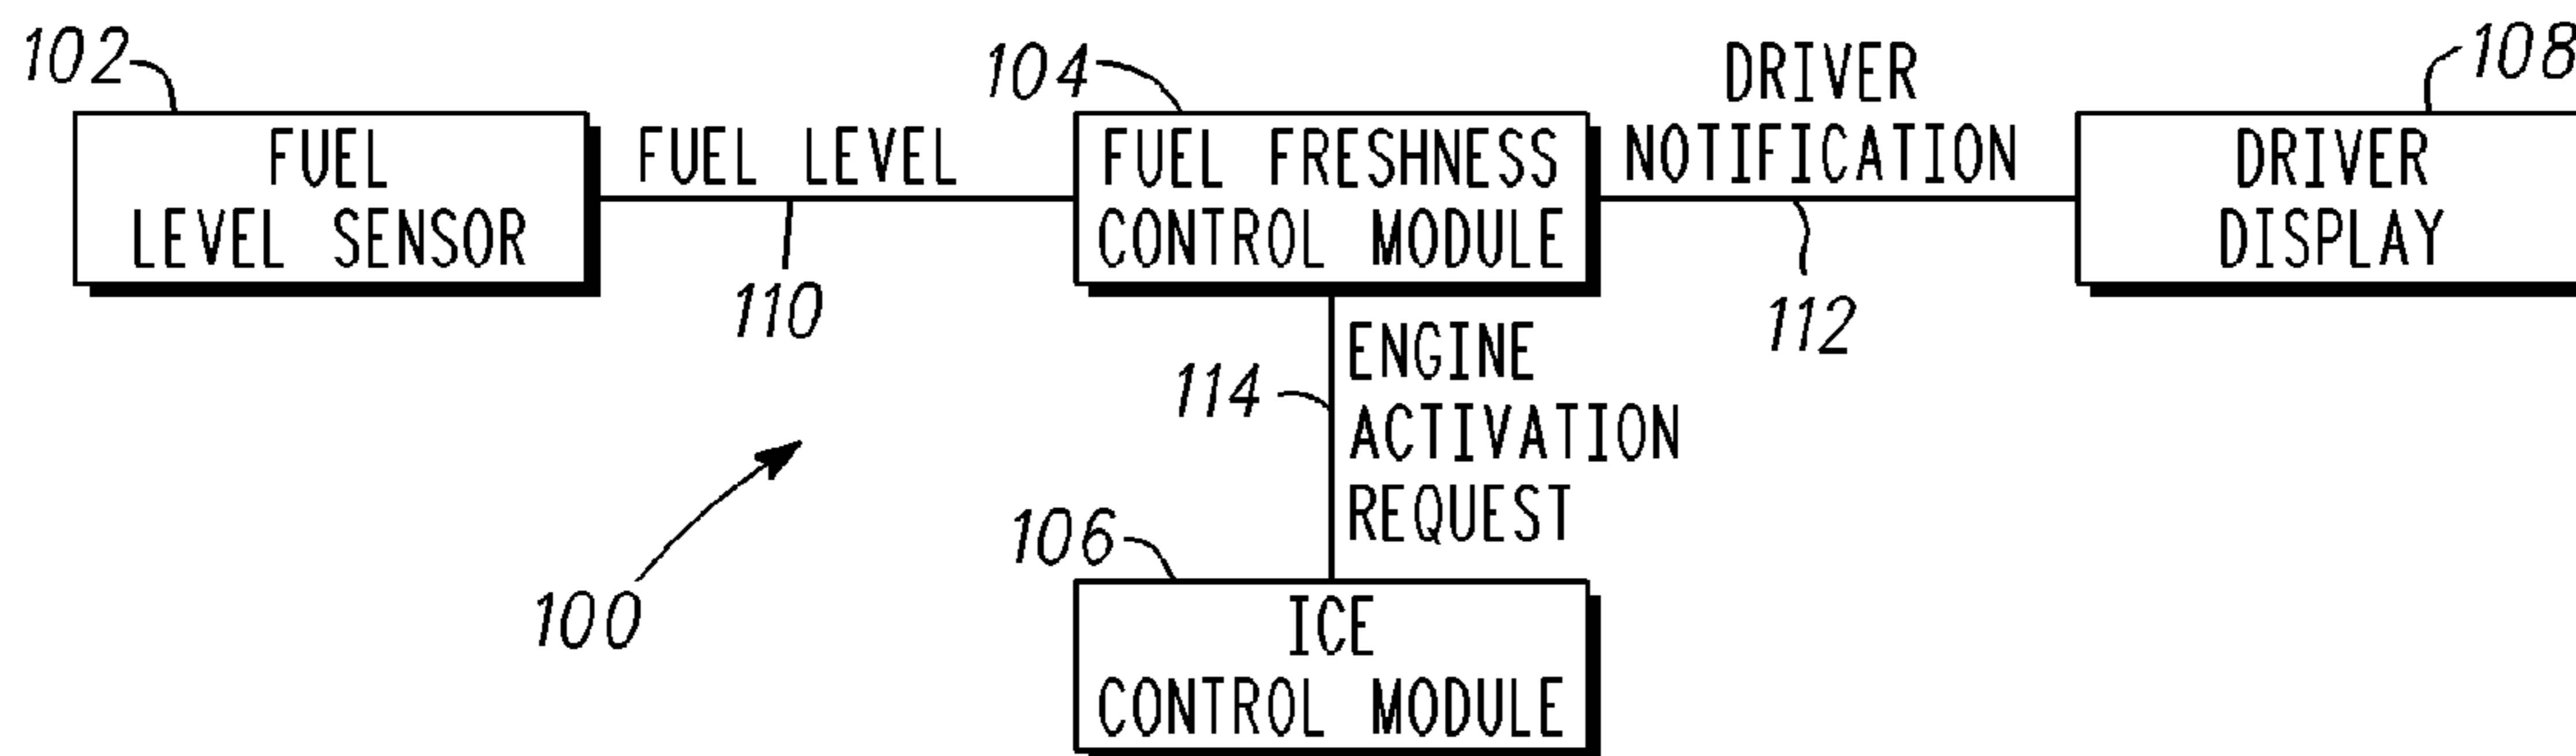 102
FUEL
LEVEL SENSOR
FUEL LEVEL
110
104
FUEL FRESHNESS
CONTROL MODULE
DRIVER
NOTIFICATION
112
108
DRIVER
DISPLAY
114
ENGINE
ACTIVATION
REQUEST
100
106
ICE
CONTROL MODULE